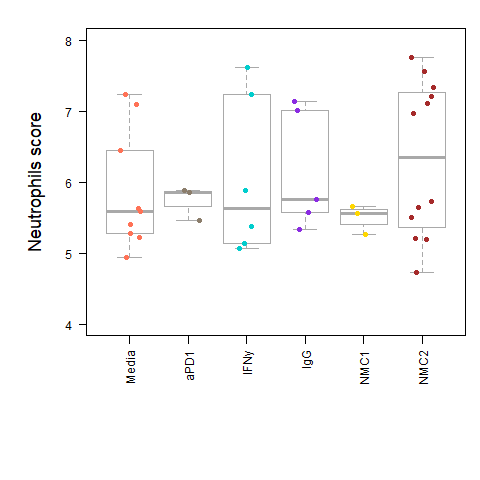 Neutrophils score
8
7
6
5
4
Media
aPD1
IFNy
IgG
NMC1
NMC2